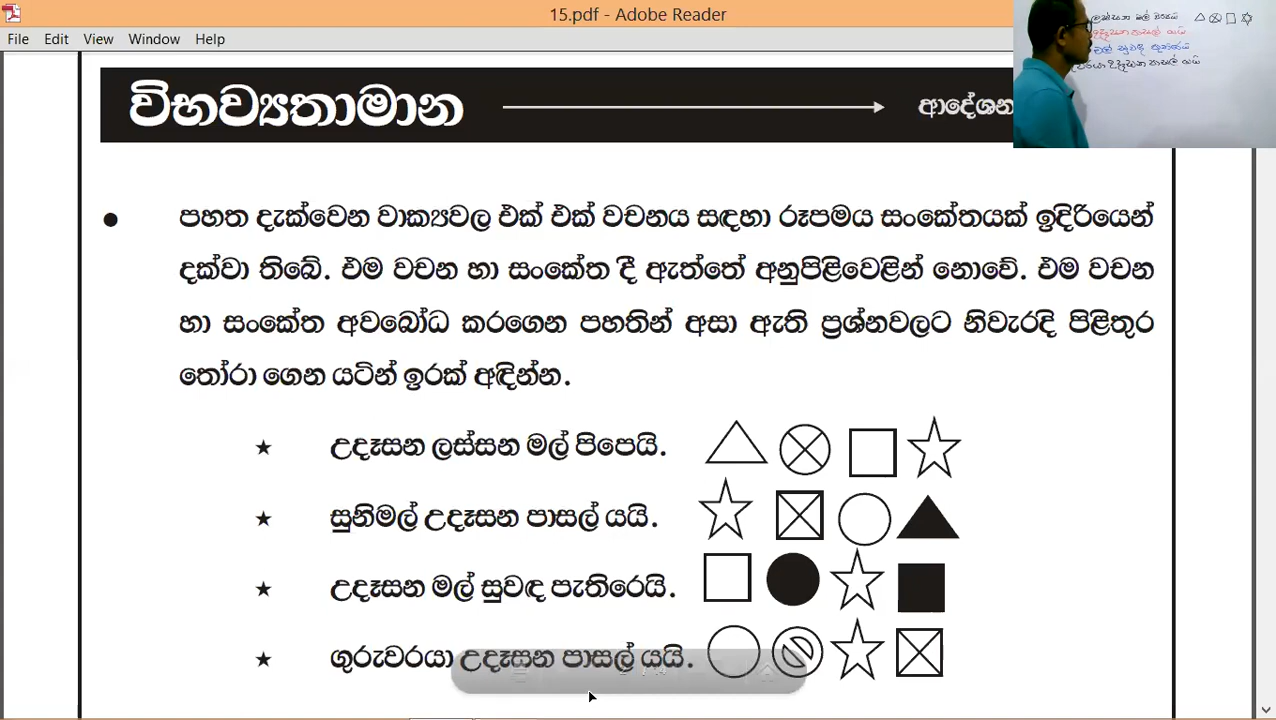 15.pdf - Adobe Reader
File Edit View Window Help
විභව්‍යතාමාන
ආදේශන
● පහත දැක්වෙන වාක්‍යවල එක් එක් වචනය සඳහා රූපමය සංකේතයක් ඉදිරියෙන්
දක්වා තිබේ. එම වචන හා සංකේත දී ඇත්තේ අනුපිළිවෙළින් නොවේ. එම වචන
හා සංකේත අවබෝධ කරගෙන පහතින් අසා ඇති ප්‍රශ්නවලට නිවැරදි පිළිතුර
තෝරා ගෙන යටින් ඉරක් අඳින්න.
★ උදෑසන ලස්සන මල් පිපෙයි.
★ සුනිමල් උදෑසන පාසල් යයි.
★ උදෑසන මල් සුවඳ පැතිරෙයි.
★ ගුරුවරයා උදෑසන පාසල් යයි.